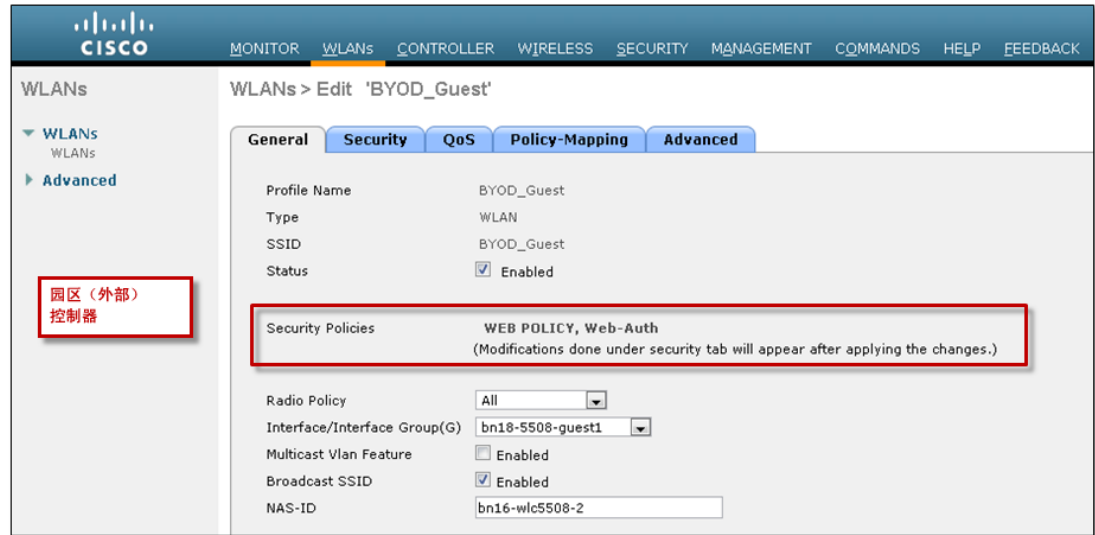 CISCO
MONITOR WLANs CONTROLLER WIRELESS SECURITY MANAGEMENT COMMANDS HELP FEEDBACK
WLANs
WLANs > Edit 'BYOD_Guest'
WLANs
WLANs
Advanced
General Security QoS Policy-Mapping Advanced
Profile Name BYOD_Guest
Type WLAN
SSID BYOD_Guest
Status Enabled
园区（外部）
控制器
Security Policies WEB POLICY, Web-Auth
(Modifications done under security tab will appear after applying the changes.)
Radio Policy All
Interface/Interface Group(G) bn18-5508-guest1
Multicast Vlan Feature Enabled
Broadcast SSID Enabled
NAS-ID bn16-wlc5508-2